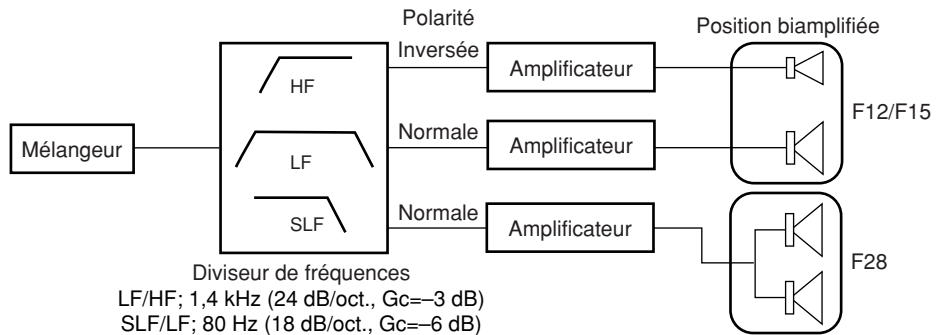 Polarité
Position biamplifiée
Inversée
Amplificateur
HF
F12/F15
Mélangeur
Normale
Amplificateur
LF
Normale
Amplificateur
SLF
F28
Diviseur de fréquences
LF/HF; 1,4 kHz (24 dB/oct., Gc=–3 dB)
SLF/LF; 80 Hz (18 dB/oct., Gc=–6 dB)